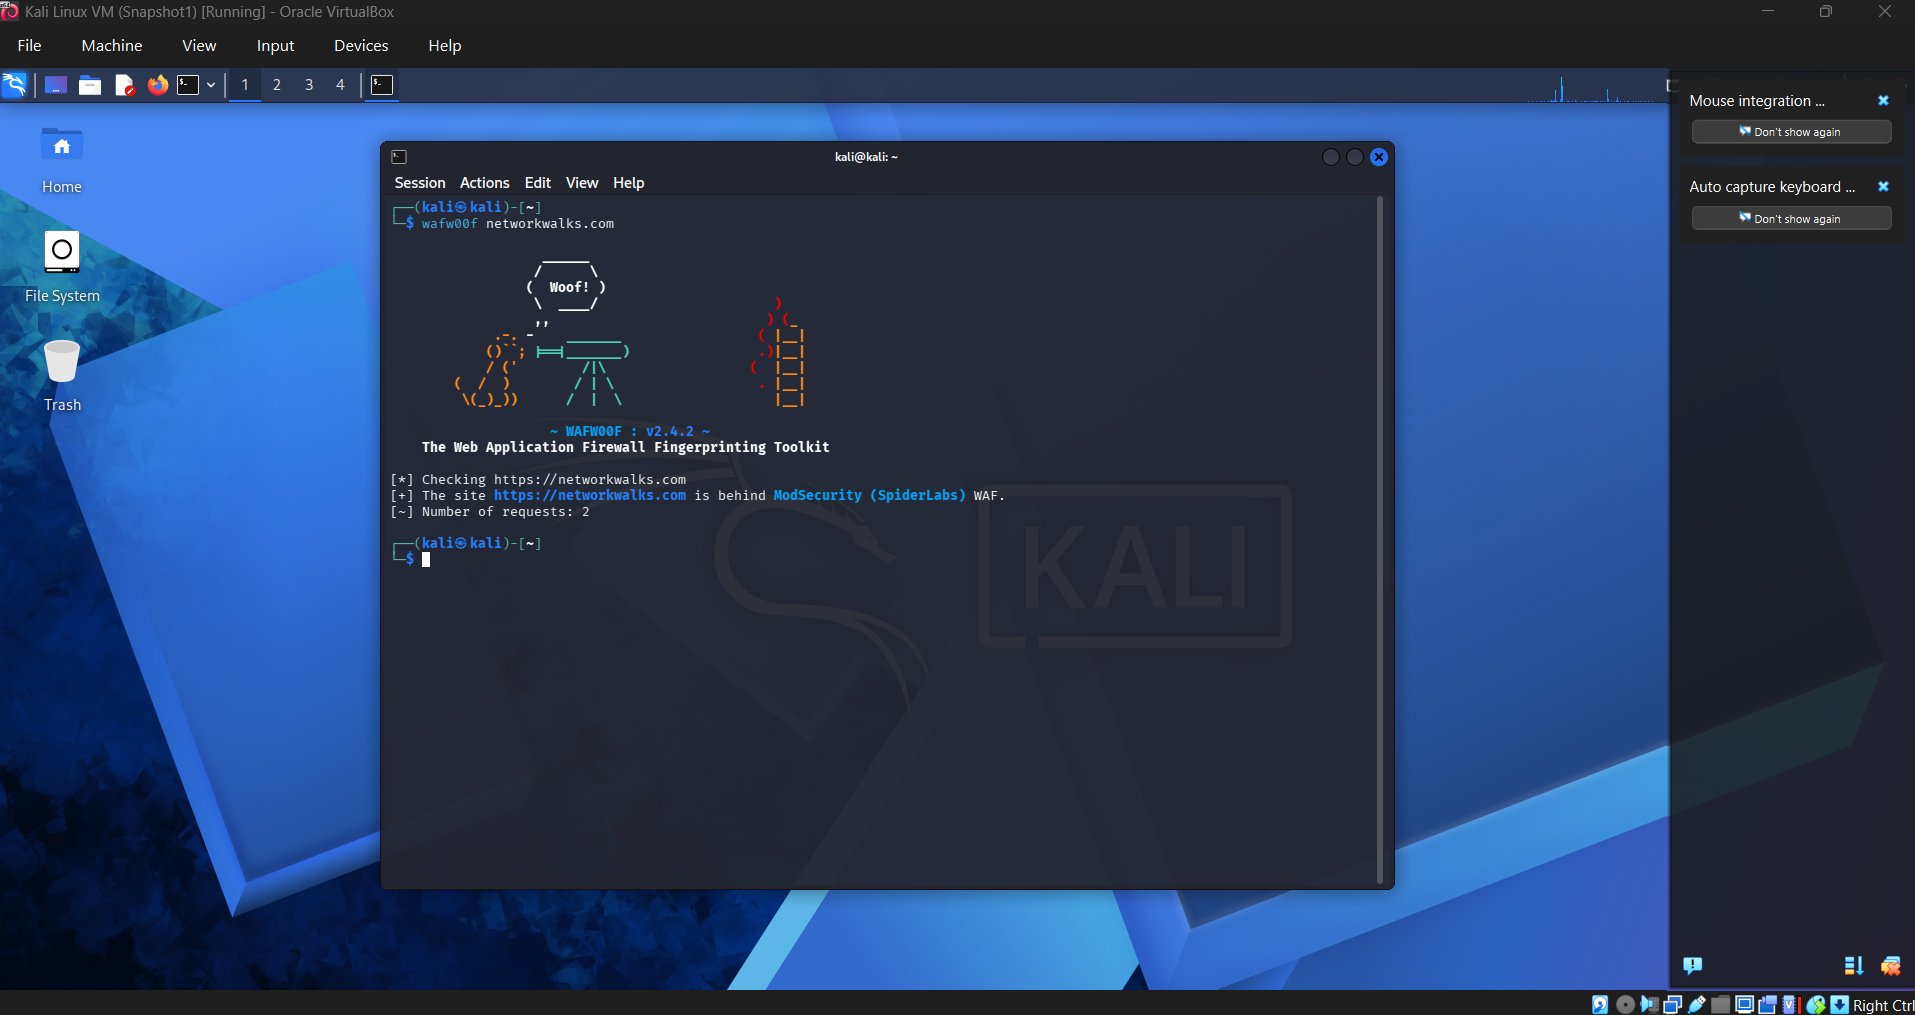 Kali Linux VM (Snapshot1) [Running] - Oracle VirtualBox
File Machine View Input Devices Help
1 2 3 4
Mouse integration ...
Don't show again
Auto capture keyboard ...
Don't show again
Home
File System
Trash
kali@kali: ~
Session Actions Edit View Help
┌──(kali㉿kali)-[~]
└─$ wafw00f networkwalks.com
Woof!
~ WAFW00F : v2.4.2 ~
The Web Application Firewall Fingerprinting Toolkit
[*] Checking https://networkwalks.com
[+] The site https://networkwalks.com is behind ModSecurity (SpiderLabs) WAF.
[~] Number of requests: 2
┌──(kali㉿kali)-[~]
└─$
KALI
Right Ctrl